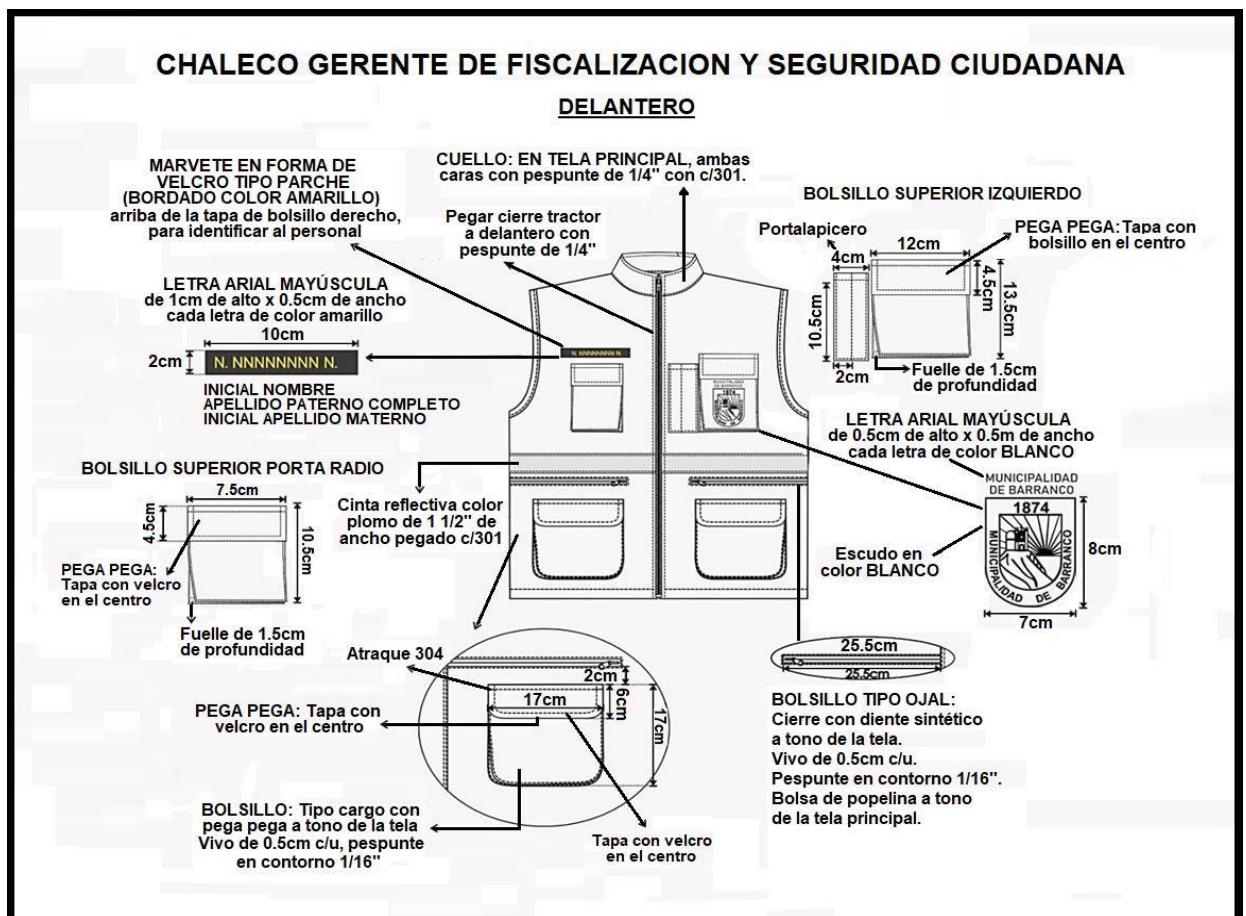 CHALECO GERENTE DE FISCALIZACION Y SEGURIDAD CIUDADANA
DELANTERO
MARVETE EN FORMA DE
VELCRO TIPO PARCHE
(BORDADO COLOR AMARILLO)
arriba de la tapa de bolsillo derecho,
para identificar al personal
CUELLO: EN TELA PRINCIPAL, ambas
caras con pespunte de 1/4" con c/301.
Pegar cierre tractor
a delantero con
pespunte de 1/4"
BOLSILLO SUPERIOR IZQUIERDO
Portalapicero
4cm
12cm
PEGA PEGA: Tapa con
bolsillo en el centro
4.5cm
13.5cm
10.5cm
2cm
Fuelle de 1.5cm
de profundidad
LETRA ARIAL MAYÚSCULA
de 1cm de alto x 0.5cm de ancho
cada letra de color amarillo
10cm
2cm
N. NNNNNNNN N.
INICIAL NOMBRE
APELLIDO PATERNO COMPLETO
INICIAL APELLIDO MATERNO
N. NNNNNNNN N.
MUNICIPALIDAD
DE BARRANCO
1874
LETRA ARIAL MAYÚSCULA
de 0.5cm de alto x 0.5m de ancho
cada letra de color BLANCO
MUNICIPALIDAD
DE BARRANCO
1874
MUNICIPALIDAD DE BARRANCO
8cm
7cm
Escudo en
color BLANCO
BOLSILLO SUPERIOR PORTA RADIO
7.5cm
4.5cm
10.5cm
PEGA PEGA:
Tapa con velcro
en el centro
Fuelle de 1.5cm
de profundidad
Cinta reflectiva color
plomo de 1 1/2" de
ancho pegado c/301
Atraque 304
2cm
6cm
17cm
17cm
PEGA PEGA: Tapa con
velcro en el centro
BOLSILLO: Tipo cargo con
pega pega a tono de la tela
Vivo de 0.5cm c/u, pespunte
en contorno 1/16"
Tapa con velcro
en el centro
25.5cm
25.5cm
BOLSILLO TIPO OJAL:
Cierre con diente sintético
a tono de la tela.
Vivo de 0.5cm c/u.
Pespunte en contorno 1/16".
Bolsa de popelina a tono
de la tela principal.